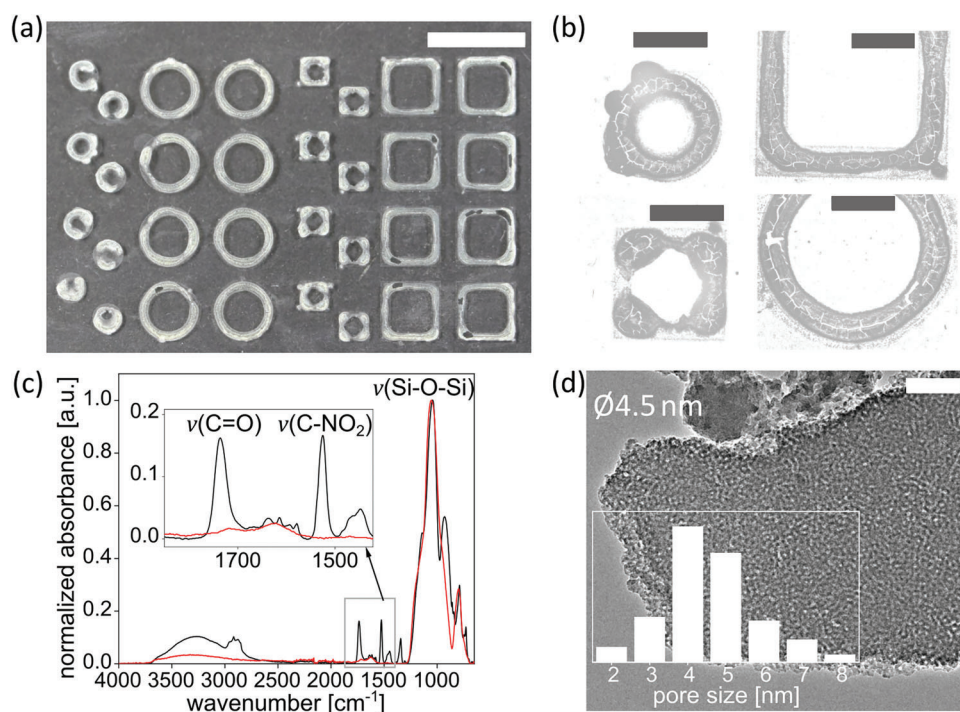 (a)
(b)
(c)
ν(Si-O-Si)
1.0
0.8
0.6
0.4
0.2
0.0
normalized absorbance [a.u.]
0.2
0.1
0.0
ν(C=O)
ν(C-NO₂)
1700
1500
4000 3500 3000 2500 2000 1500 1000
wavenumber [cm⁻¹]
(d)
Ø4.5 nm
2 3 4 5 6 7 8
pore size [nm]